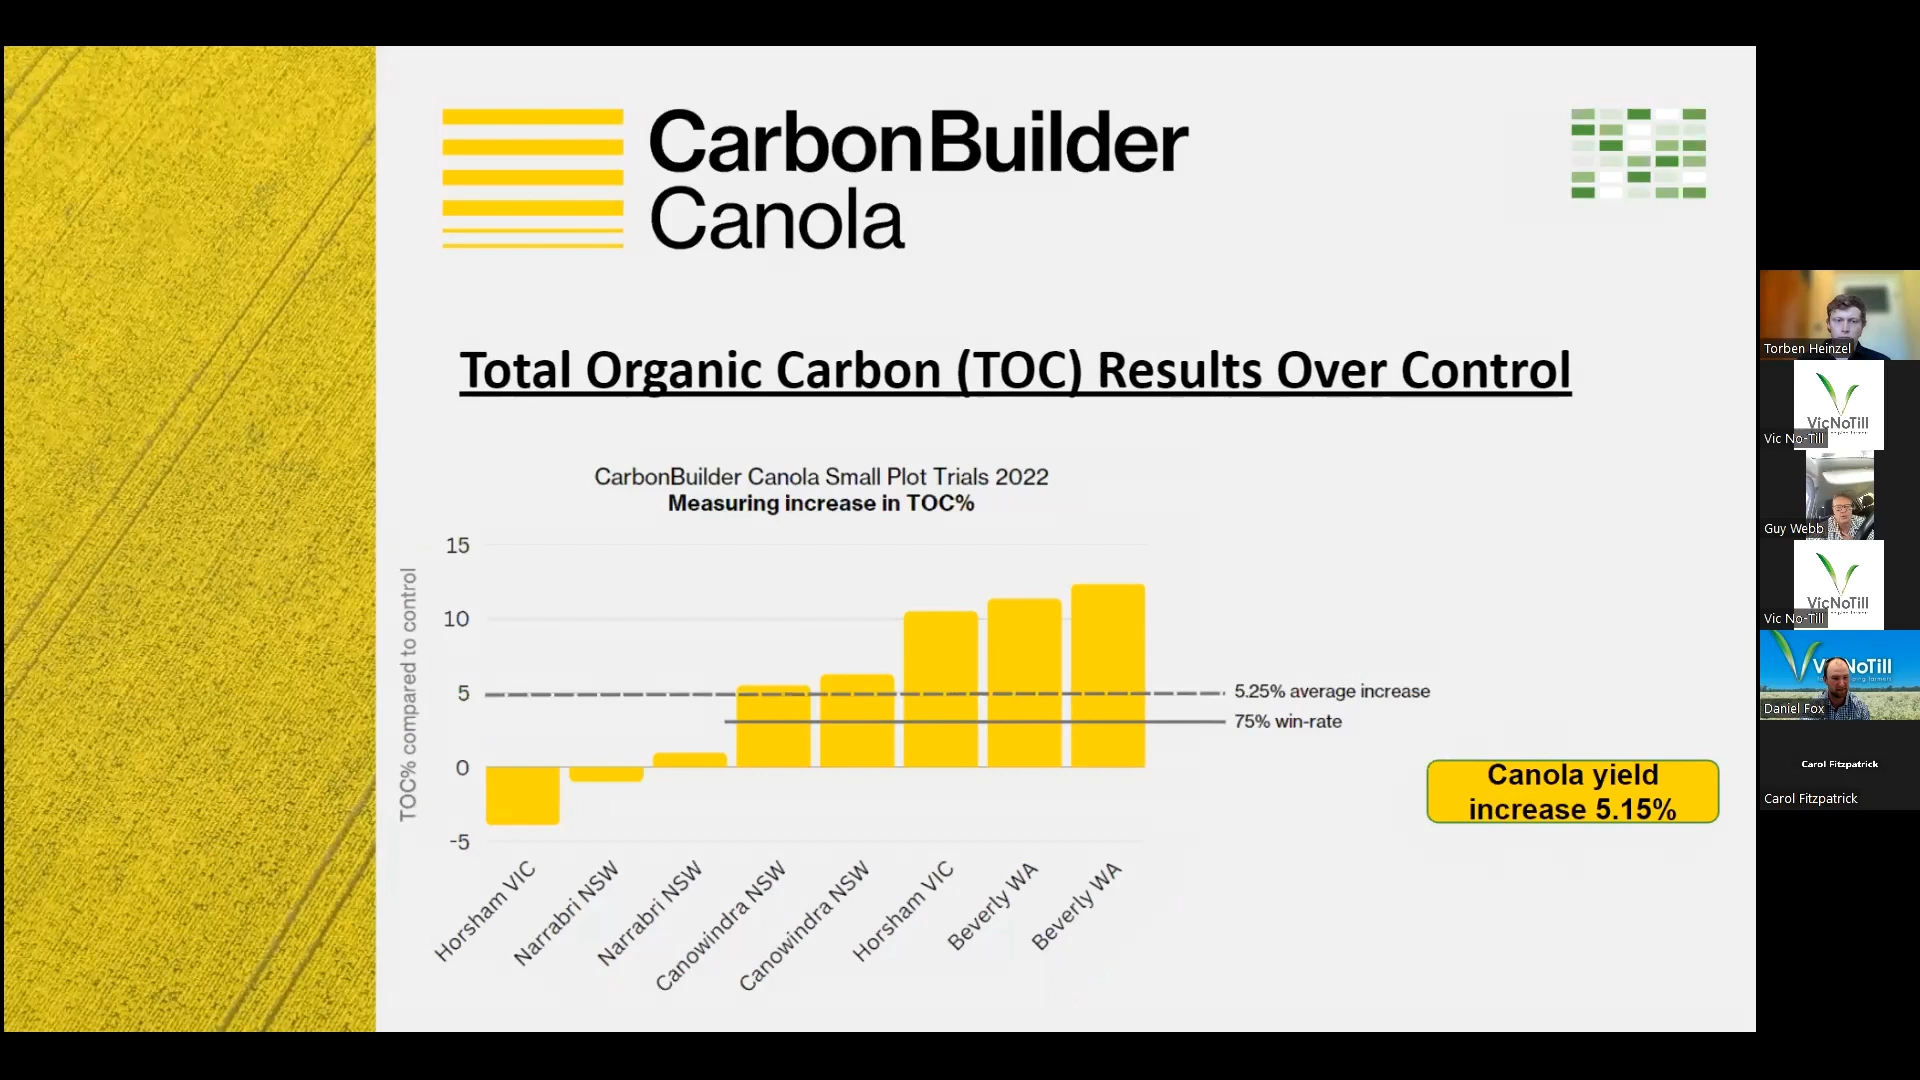 CarbonBuilder
Canola
Total Organic Carbon (TOC) Results Over Control
CarbonBuilder Canola Small Plot Trials 2022
Measuring increase in TOC%
TOC% compared to control
15
10
5
0
-5
5.25% average increase
75% win-rate
Horsham VIC
Narrabri NSW
Narrabri NSW
Canowindra NSW
Canowindra NSW
Horsham VIC
Beverly WA
Beverly WA
Canola yield
increase 5.15%
Torben Heinzel
VicNoTill
Vic No-Till
Guy Webb
VicNoTill
Vic No-Till
Daniel Fox
Carol Fitzpatrick
Carol Fitzpatrick